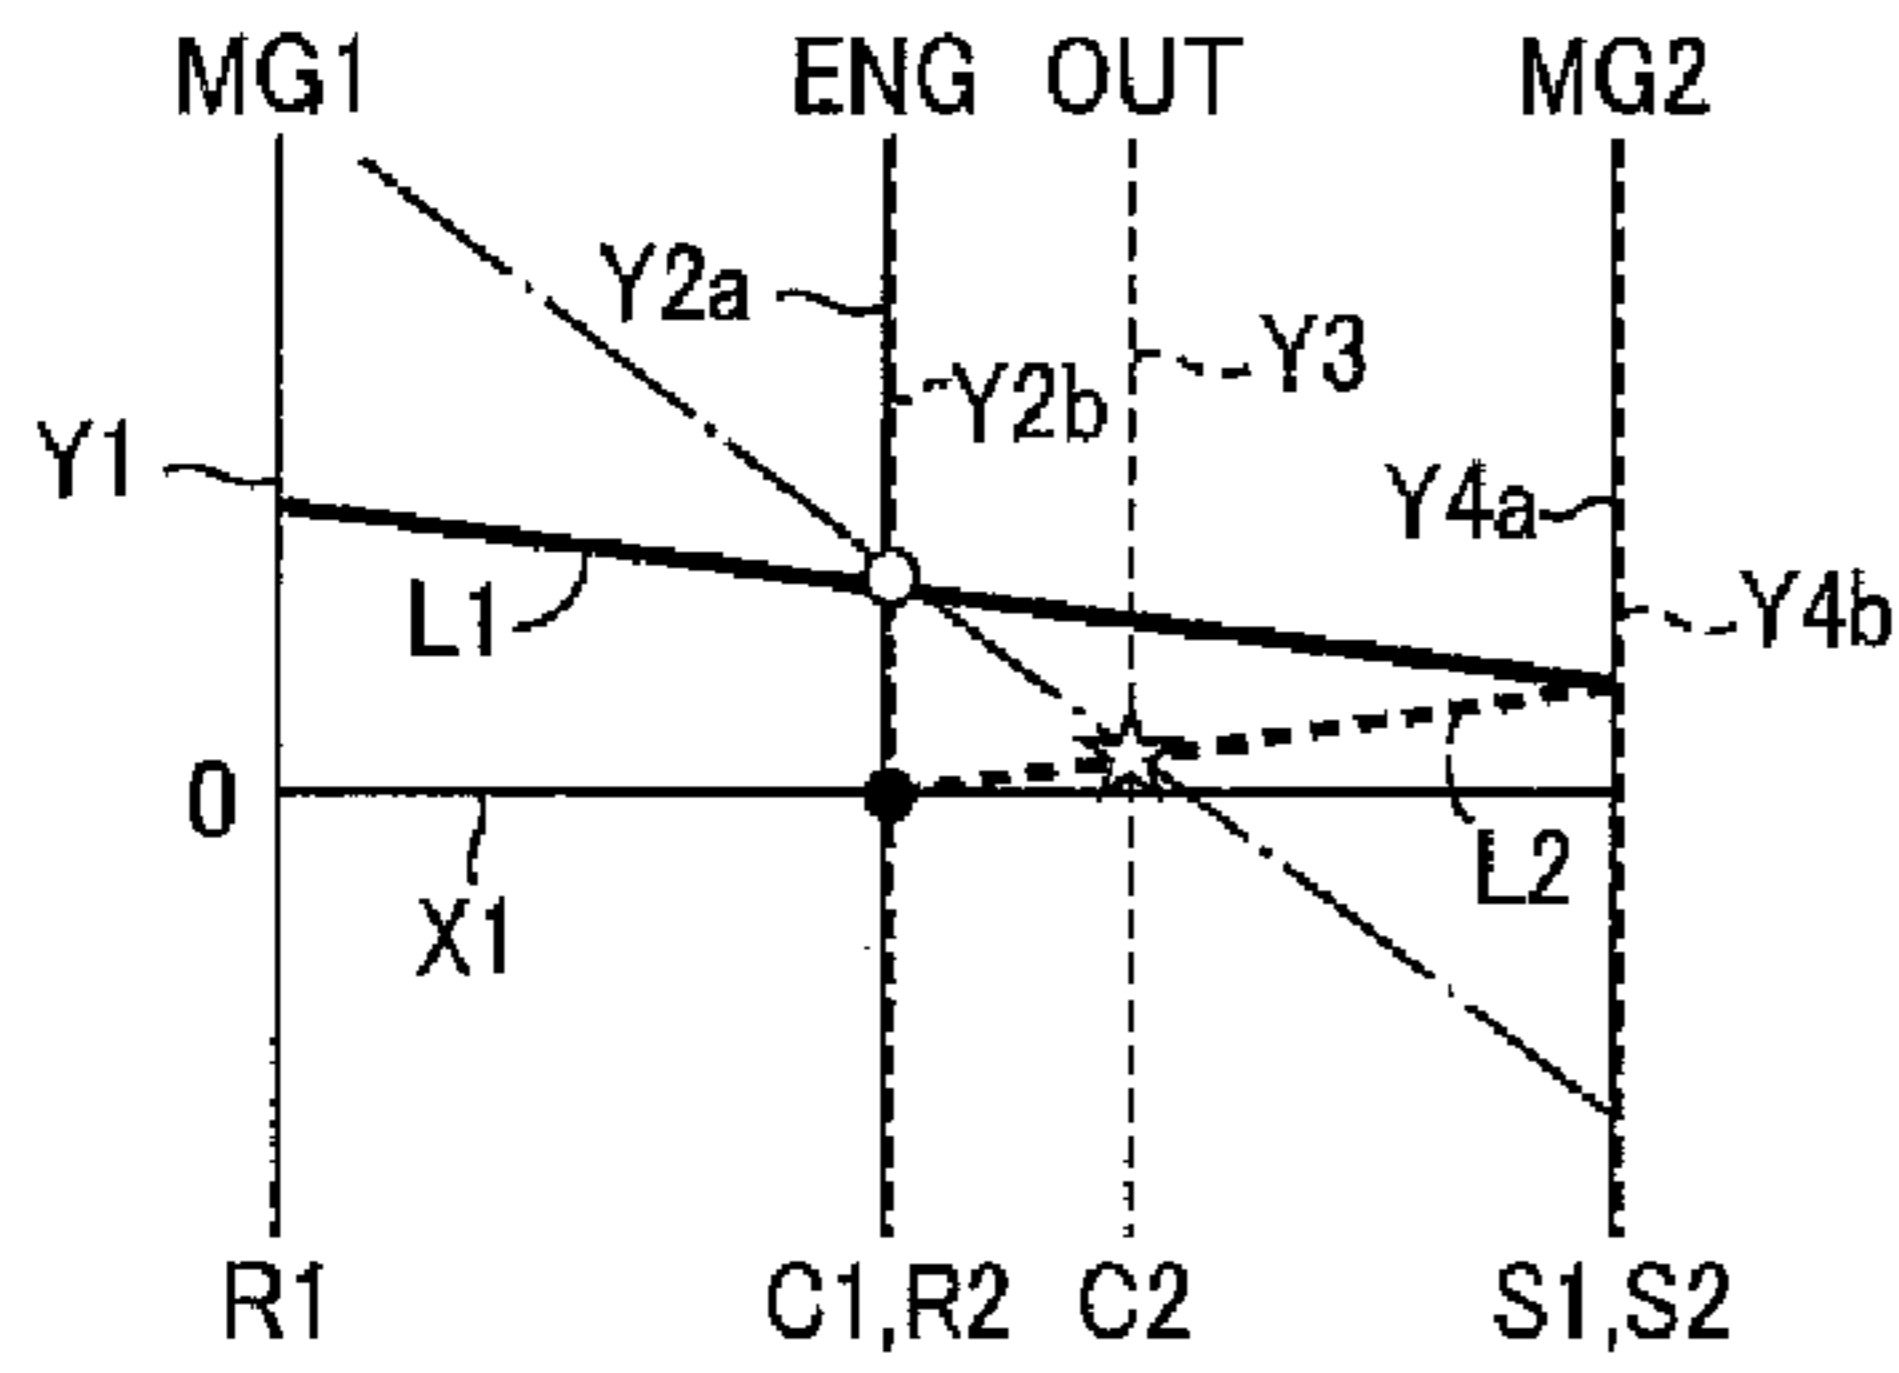 MG1 ENG OUT MG2
Y2a
Y3
Y2b
Y1
Y4a
L1
Y4b
0
L2
X1
R1 C1,R2 C2 S1,S2